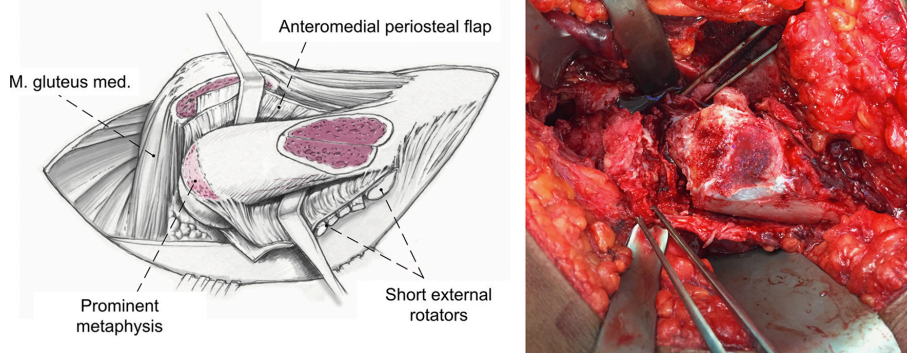 Anteromedial periosteal flap
M. gluteus med.
Prominent
metaphysis
Short external
rotators